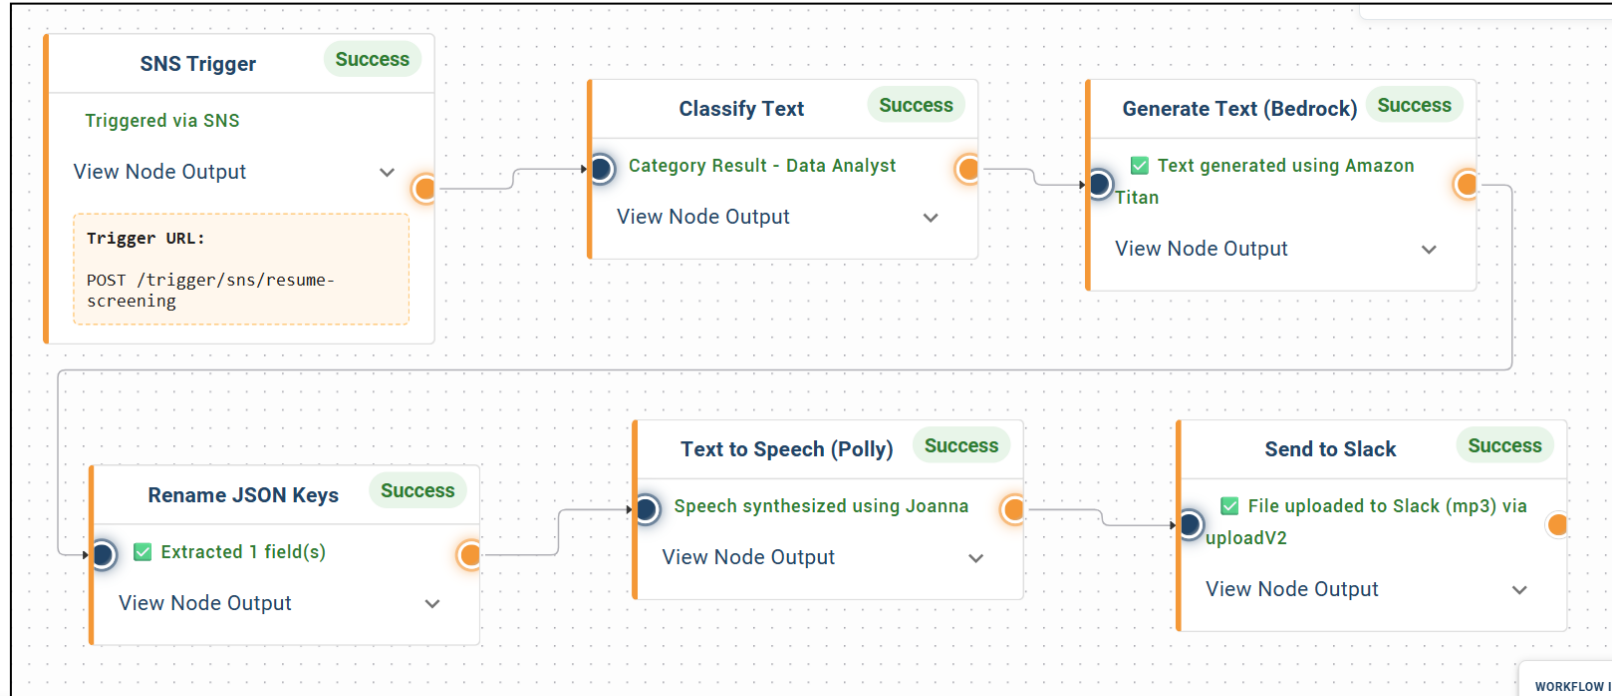 SNS Trigger
Success
Triggered via SNS
View Node Output
Trigger URL:
POST /trigger/sns/resume-
screening
Classify Text
Success
Category Result - Data Analyst
View Node Output
Generate Text (Bedrock)
Success
✅ Text generated using Amazon
Titan
View Node Output
Rename JSON Keys
Success
✅ Extracted 1 field(s)
View Node Output
Text to Speech (Polly)
Success
Speech synthesized using Joanna
View Node Output
Send to Slack
Success
✅ File uploaded to Slack (mp3) via
uploadV2
View Node Output
WORKFLOW